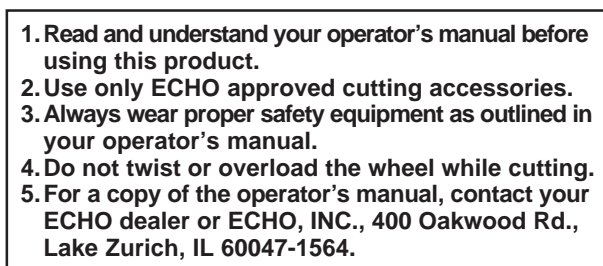 1. Read and understand your operator’s manual before
using this product.
2. Use only ECHO approved cutting accessories.
3. Always wear proper safety equipment as outlined in
your operator’s manual.
4. Do not twist or overload the wheel while cutting.
5. For a copy of the operator’s manual, contact your
ECHO dealer or ECHO, INC., 400 Oakwood Rd.,
Lake Zurich, IL 60047-1564.